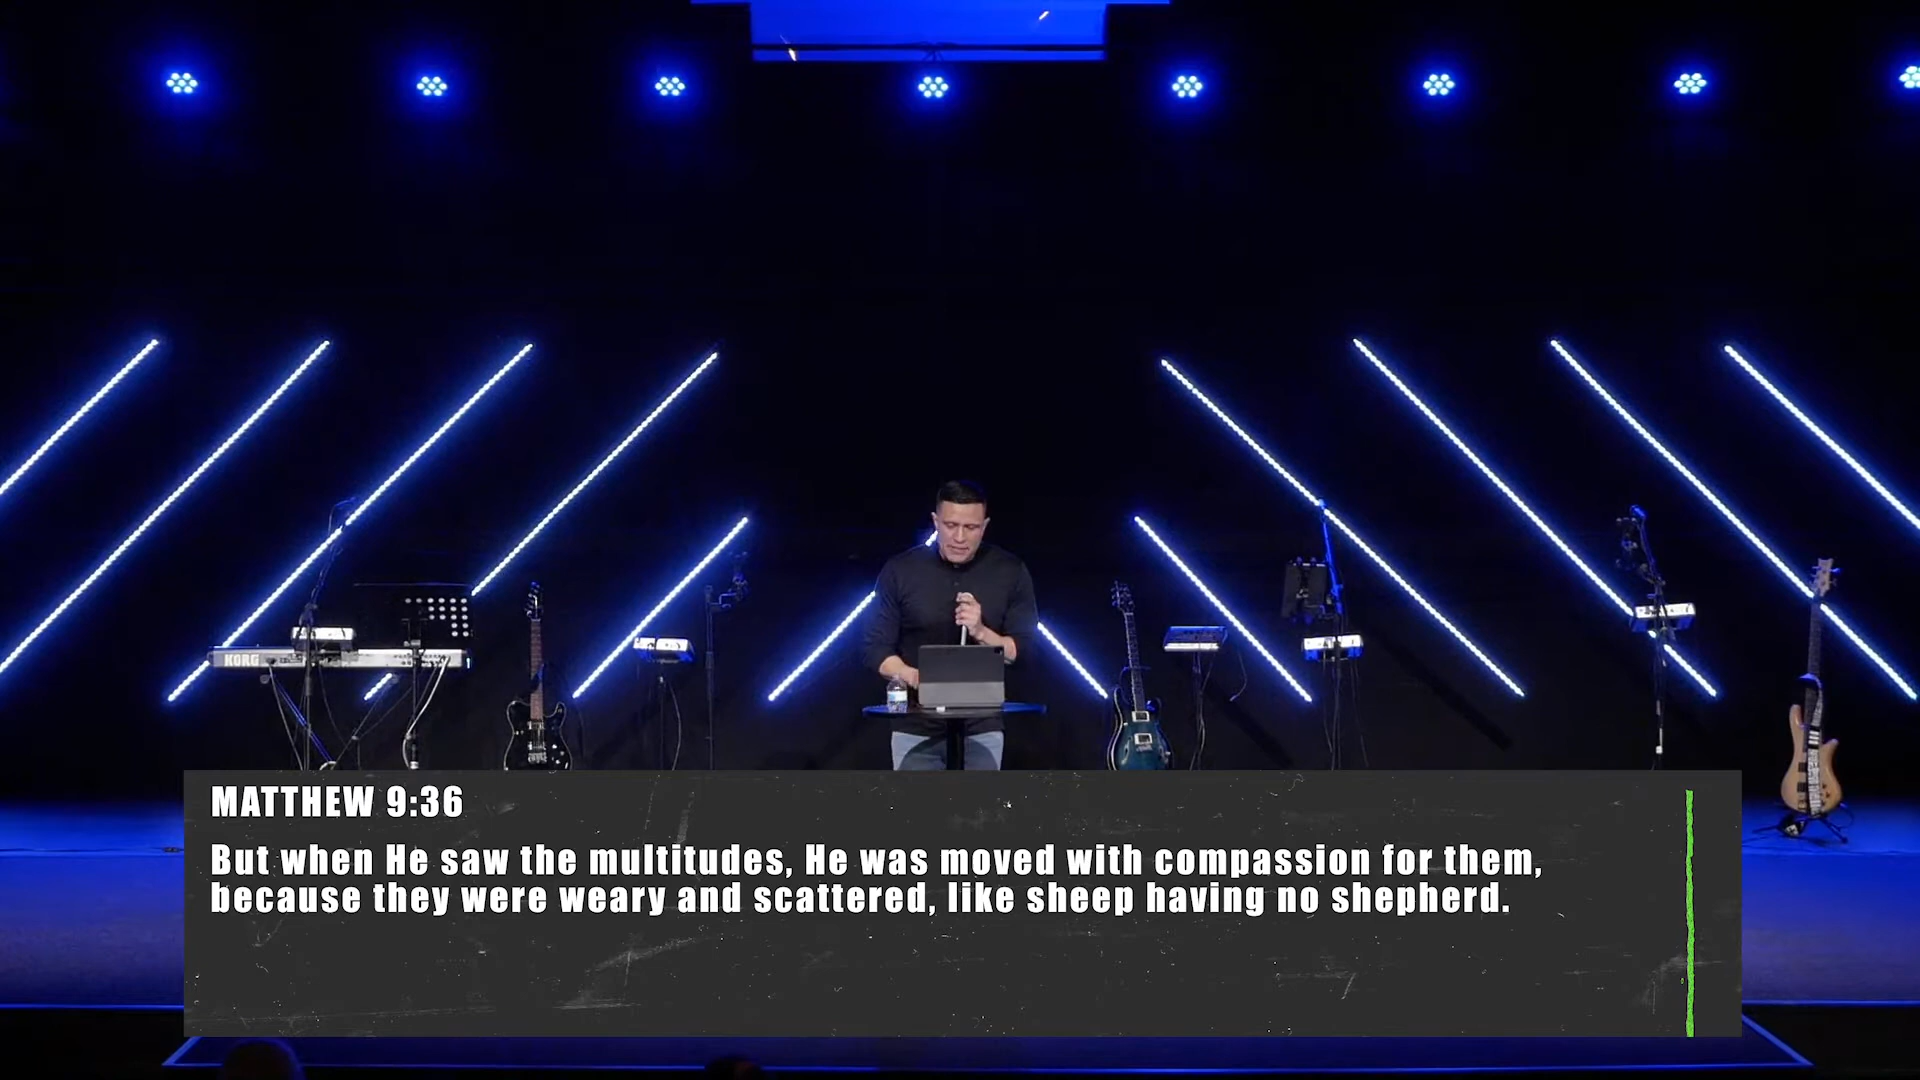 KORG
MATTHEW 9:36
But when He saw the multitudes, He was moved with compassion for them,
because they were weary and scattered, like sheep having no shepherd.